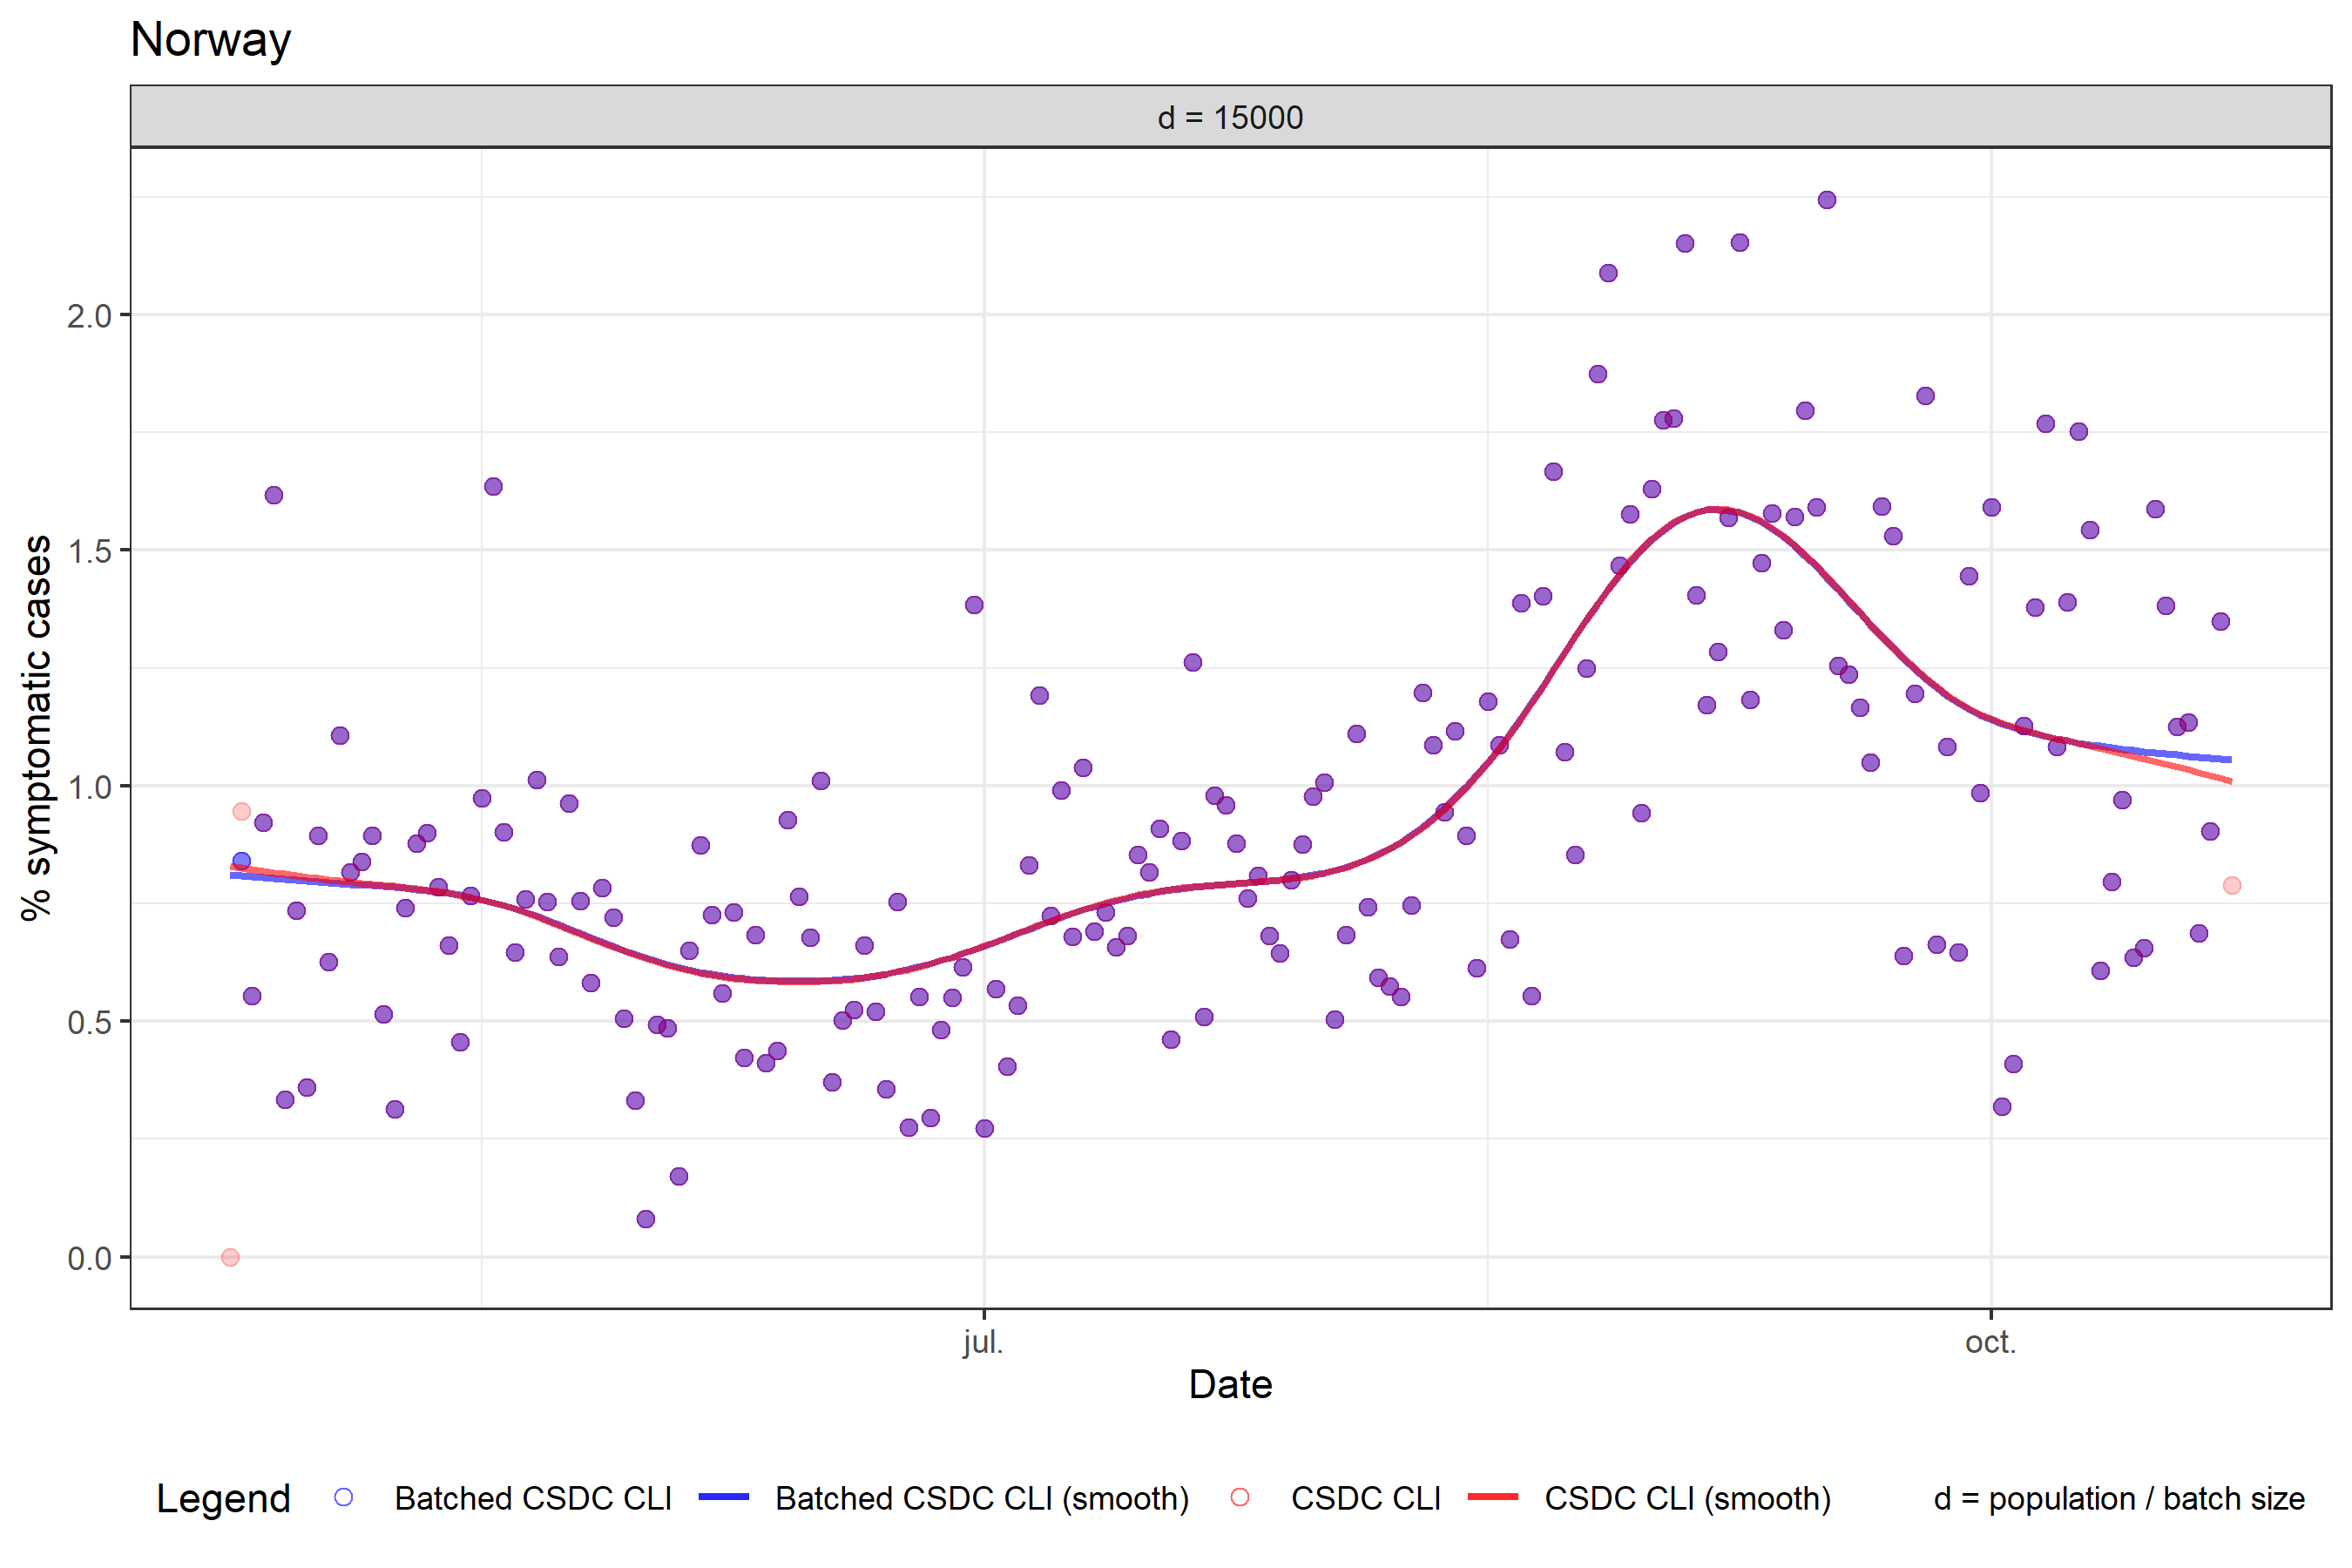 Norway
d = 15000
% symptomatic cases
2.0
1.5
1.0
0.5
0.0
jul.
oct.
Date
Legend
Batched CSDC CLI
Batched CSDC CLI (smooth)
CSDC CLI
CSDC CLI (smooth)
d = population / batch size